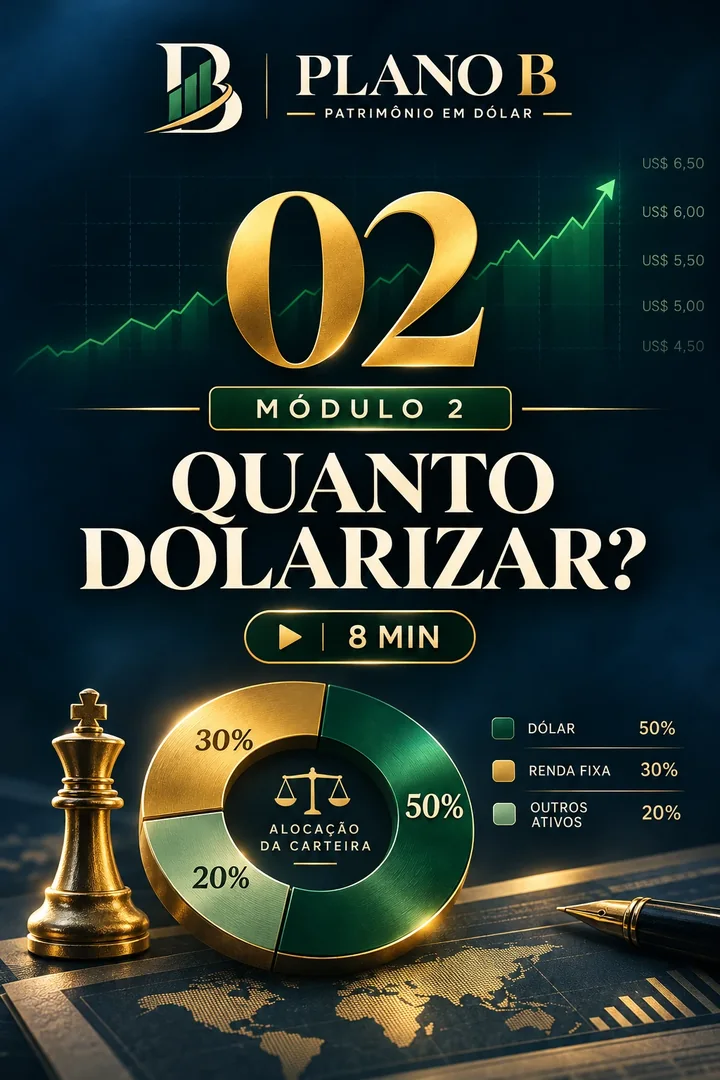 B
PLANO B
PATRIMÔNIO EM DÓLAR
US$ 6,50
US$ 6,00
US$ 5,50
US$ 5,00
US$ 4,50
02
MÓDULO 2
QUANTO
DOLARIZAR?
8 MIN
30%
50%
20%
ALOCAÇÃO
DA CARTEIRA
DÓLAR 50%
RENDA FIXA 30%
OUTROS
ATIVOS 20%